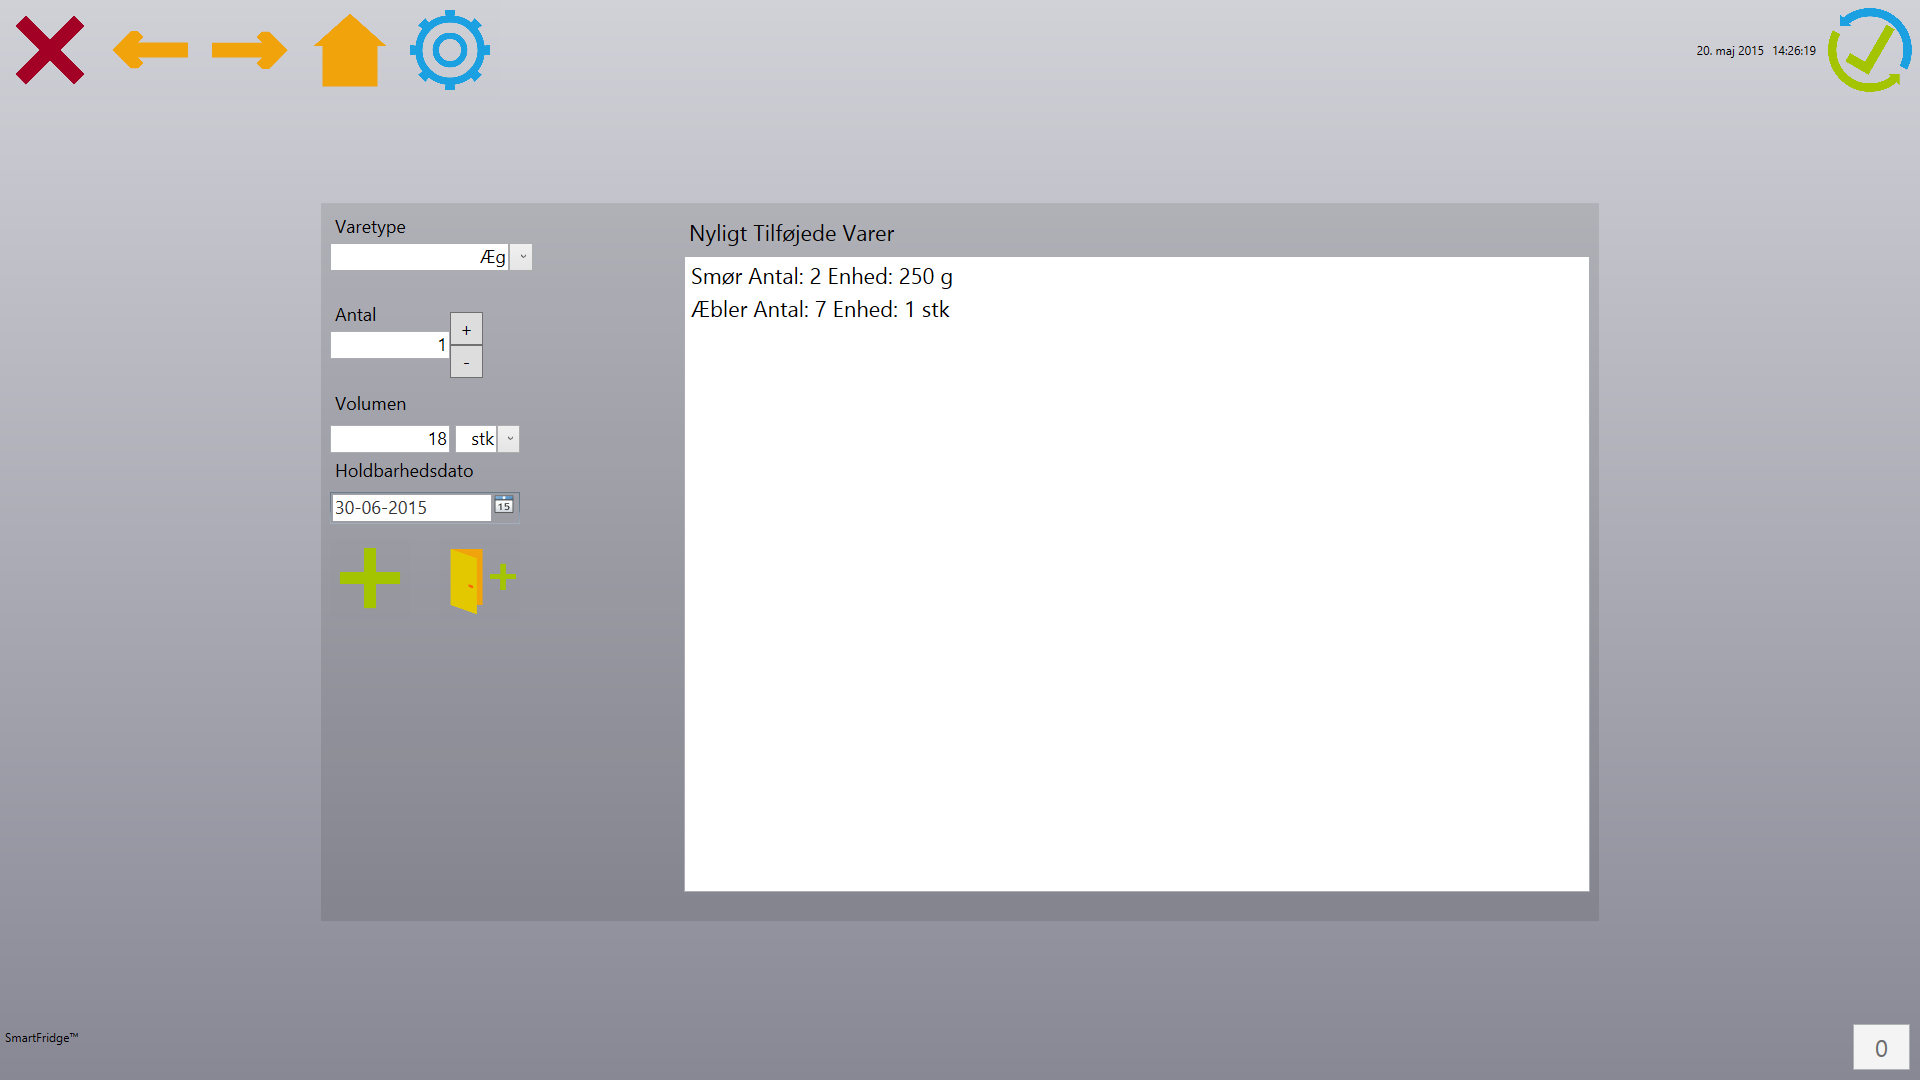 20. maj 2015 14:26:19
Varetype
Æg
Antal
1
+
-
Volumen
18 stk
Holdbarhedsdato
30-06-2015
15
Nyligt Tilføjede Varer
Smør Antal: 2 Enhed: 250 g
Æbler Antal: 7 Enhed: 1 stk
SmartFridge™
0